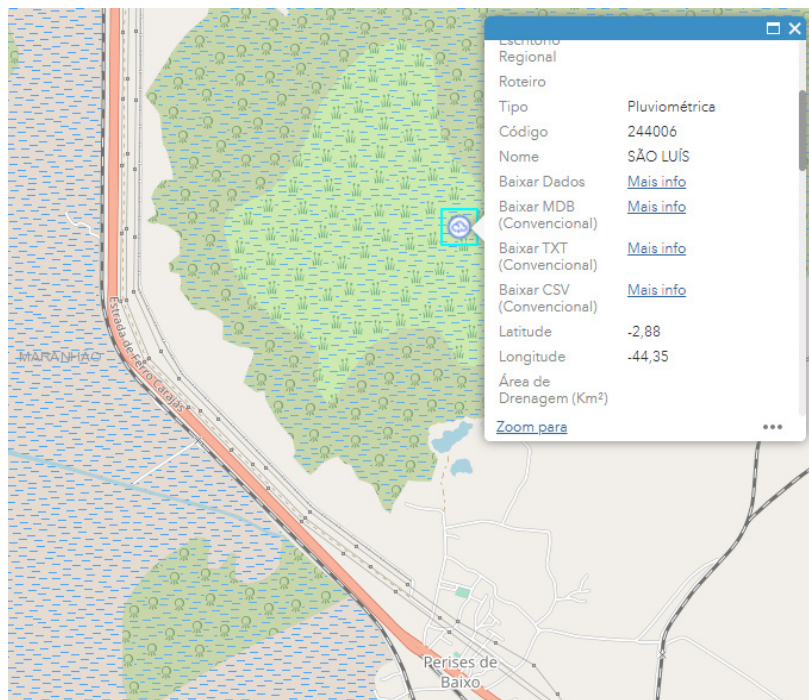 Escritório
Regional
Roteiro
Tipo Pluviométrica
Código 244006
Nome SÃO LUÍS
Baixar Dados Mais info
Baixar MDB Mais info
(Convencional)
Baixar TXT Mais info
(Convencional)
Baixar CSV Mais info
(Convencional)
Latitude -2,88
Longitude -44,35
Área de
Drenagem (Km²)
Zoom para
Estrada de Ferro Carajás
MARANHÃO
Perises de
Baixo